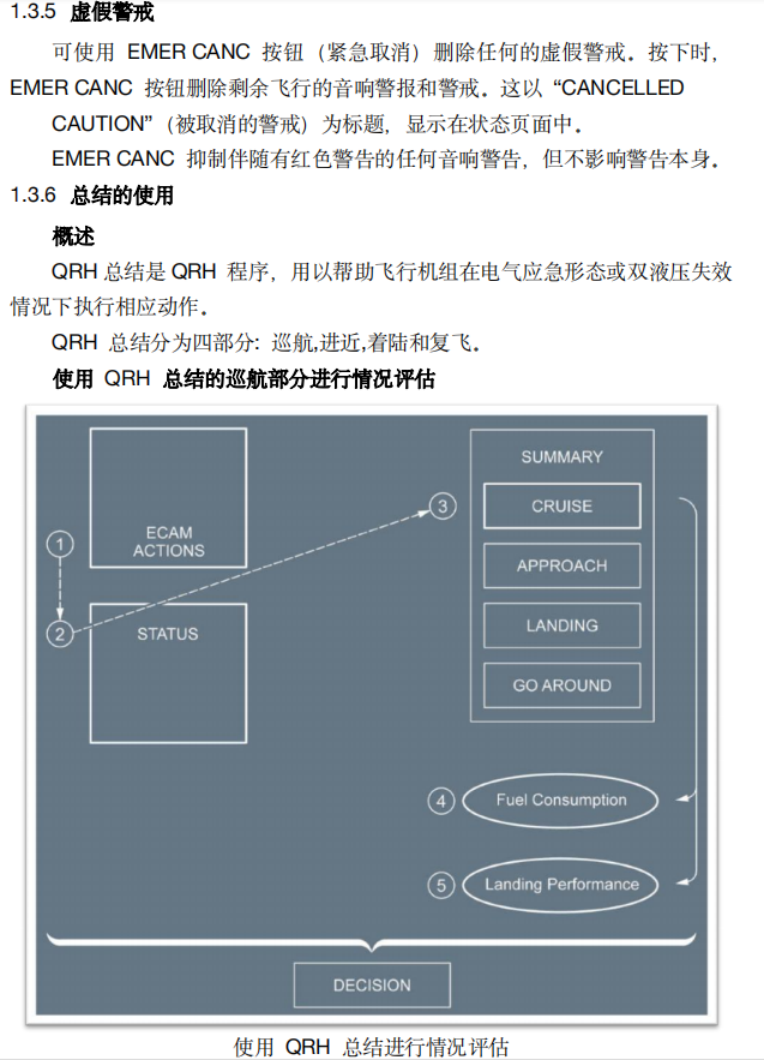 1.3.5 虚假警戒
可使用 EMER CANC 按钮（紧急取消）删除任何的虚假警戒。按下时，
EMER CANC 按钮删除剩余飞行的音响警报和警戒。这以“CANCELLED
CAUTION”（被取消的警戒）为标题，显示在状态页面中。
EMER CANC 抑制伴随有红色警告的任何音响警告，但不影响警告本身。
1.3.6 总结的使用
概述
QRH 总结是 QRH 程序，用以帮助飞行机组在电气应急形态或双液压失效
情况下执行相应动作。
QRH 总结分为四部分: 巡航,进近,着陆和复飞。
使用 QRH 总结的巡航部分进行情况评估
1
ECAM
ACTIONS
2
STATUS
3
SUMMARY
CRUISE
APPROACH
LANDING
GO AROUND
4
Fuel Consumption
5
Landing Performance
DECISION
使用 QRH 总结进行情况评估